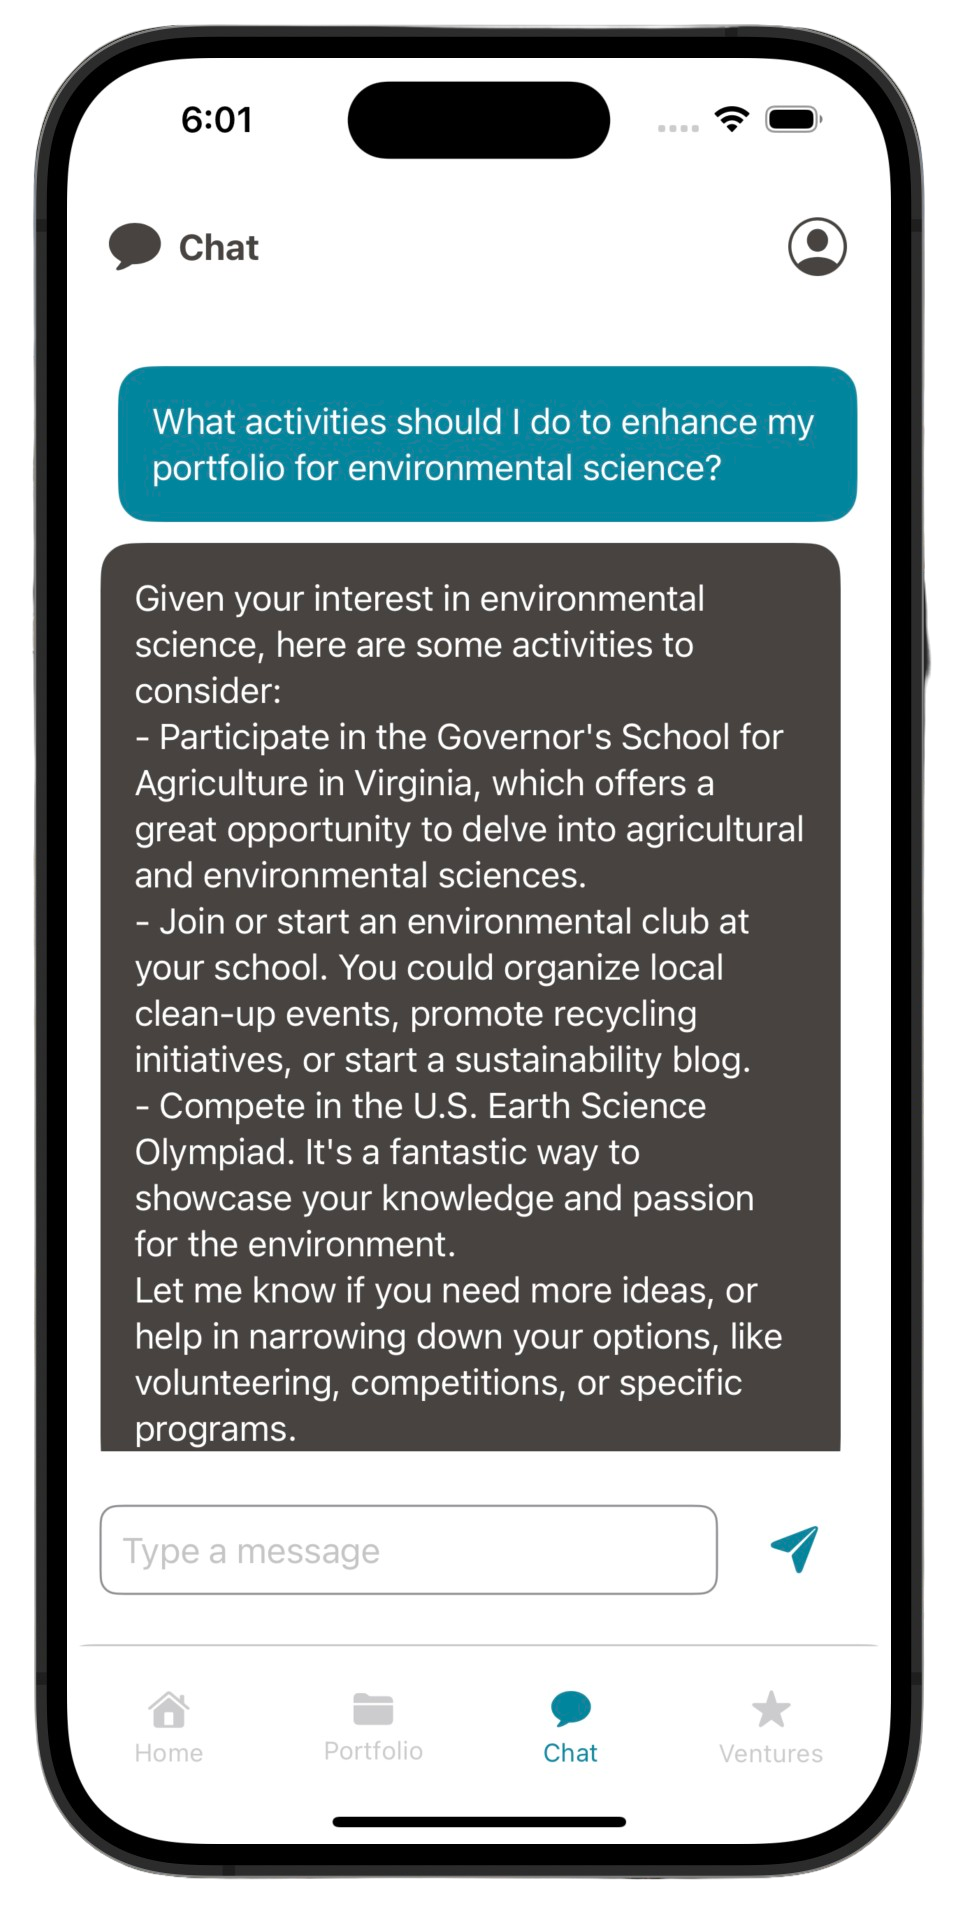 6:01
Chat
What activities should I do to enhance my
portfolio for environmental science?
Given your interest in environmental
science, here are some activities to
consider:
- Participate in the Governor's School for
Agriculture in Virginia, which offers a
great opportunity to delve into agricultural
and environmental sciences.
- Join or start an environmental club at
your school. You could organize local
clean-up events, promote recycling
initiatives, or start a sustainability blog.
- Compete in the U.S. Earth Science
Olympiad. It's a fantastic way to
showcase your knowledge and passion
for the environment.
Let me know if you need more ideas, or
help in narrowing down your options, like
volunteering, competitions, or specific
programs.
Type a message
Home Portfolio Chat Ventures